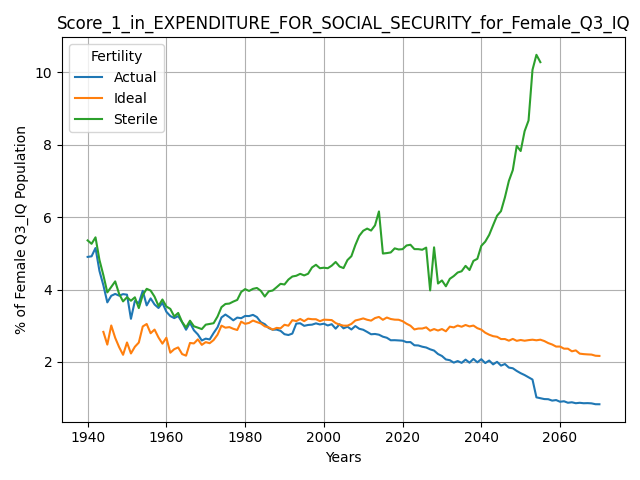 Score_1_in_EXPENDITURE_FOR_SOCIAL_SECURITY_for_Female_Q3_IQ
Fertility
Actual
Ideal
Sterile
% of Female Q3_IQ Population
10
8
6
4
2
1940 1960 1980 2000 2020 2040 2060
Years